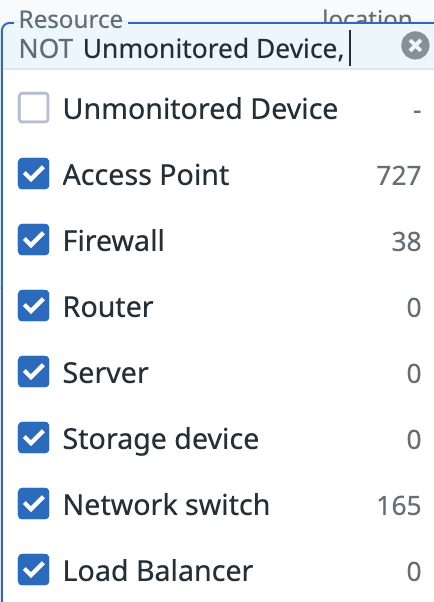 Resource location
NOT Unmonitored Device,
Unmonitored Device -
Access Point 727
Firewall 38
Router 0
Server 0
Storage device 0
Network switch 165
Load Balancer 0